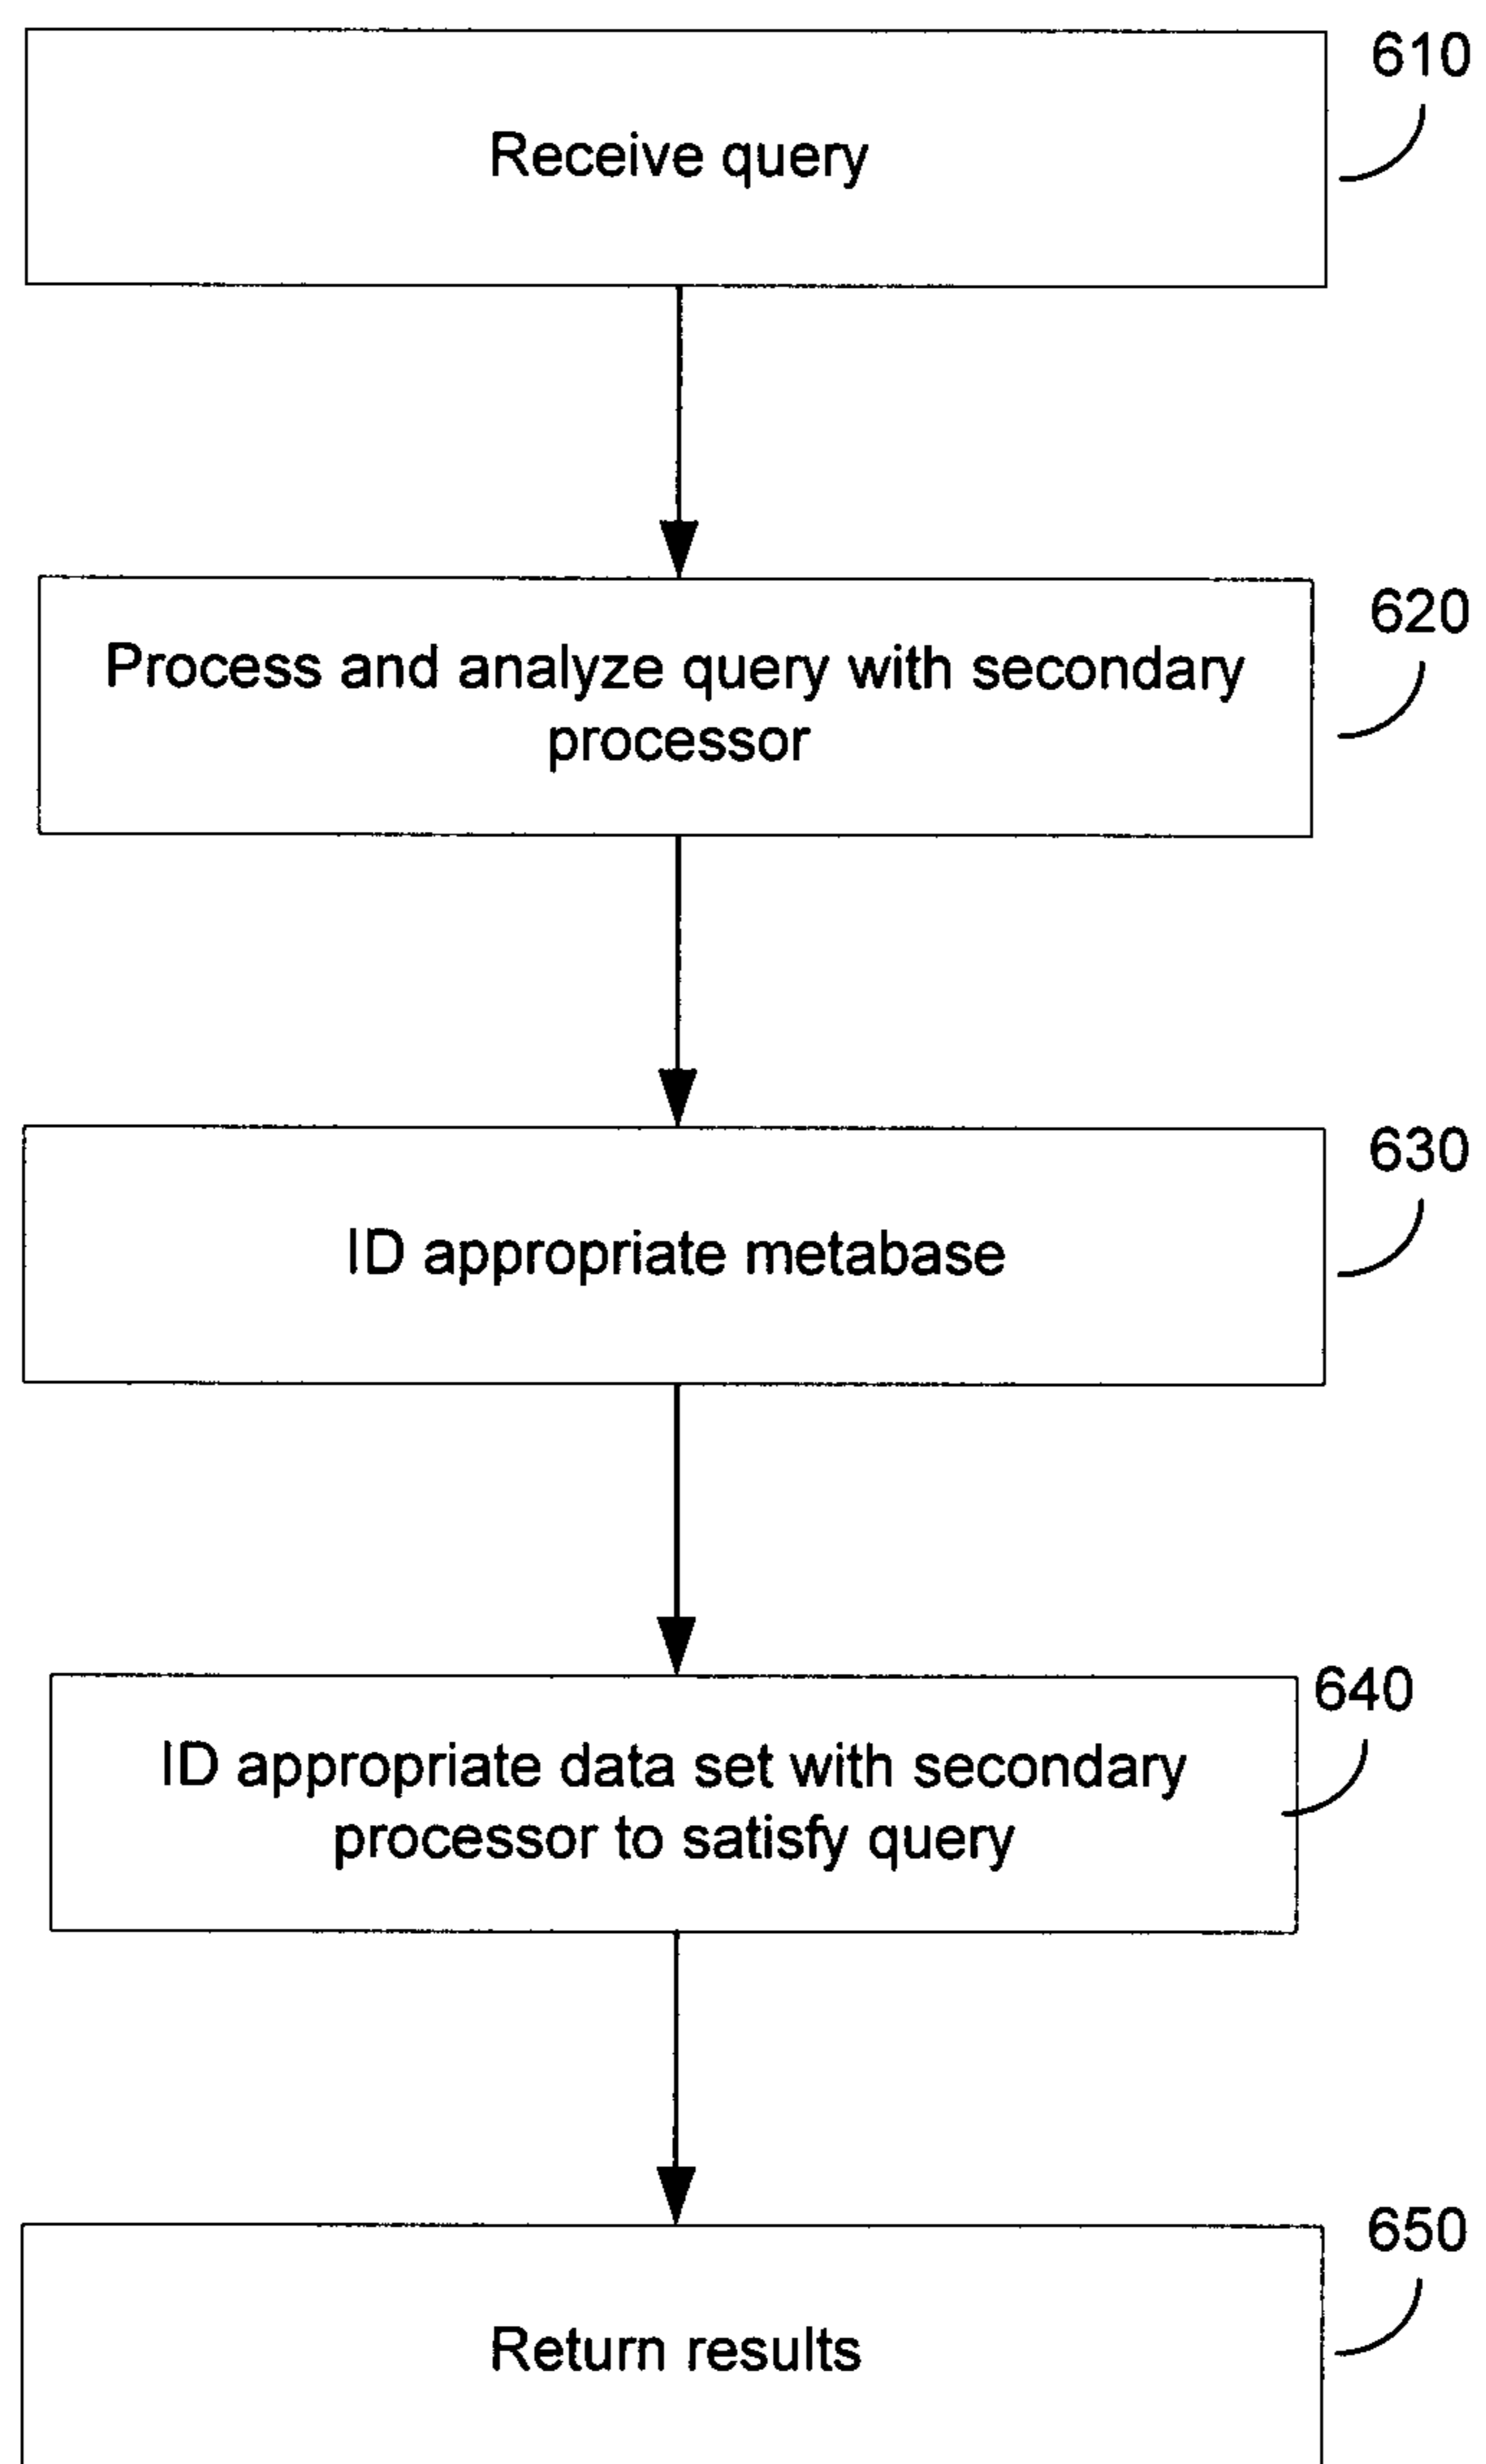 610
Receive query
620
Process and analyze query with secondary
processor
630
ID appropriate metabase
640
ID appropriate data set with secondary
processor to satisfy query
650
Return results